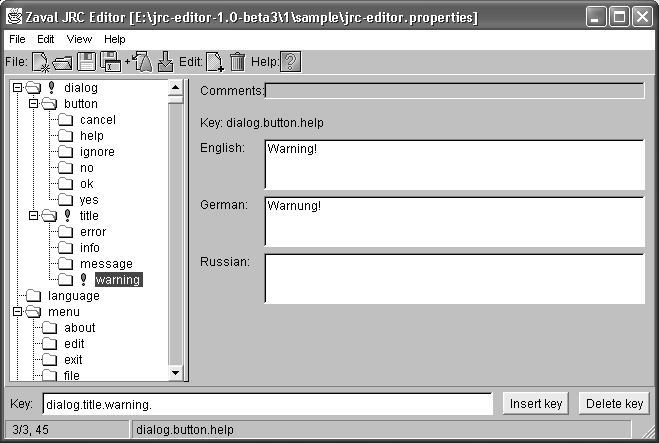 Zaval JRC Editor [E:\jrc-editor-1.0-beta3\1\sample\jrc-editor.properties]
File Edit View Help
File: Edit: Help: ?
dialog
button
cancel
help
ignore
no
ok
yes
title
error
info
message
warning
language
menu
about
edit
exit
file
Comments:
Key: dialog.button.help
English: Warning!
German: Warnung!
Russian:
Key: dialog.title.warning. Insert key Delete key
3/3, 45 dialog.button.help